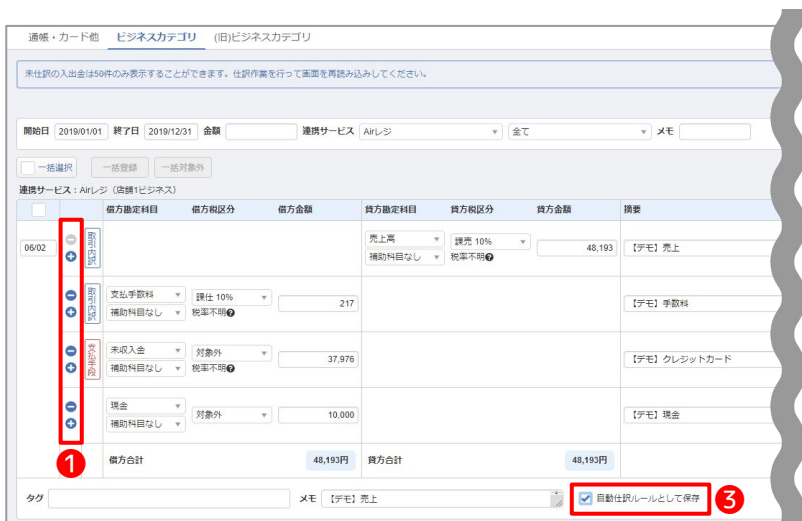 通帳・カード他 ビジネスカテゴリ (旧)ビジネスカテゴリ
未仕訳の入出金は50件のみ表示することができます。仕訳作業を行って画面を再読み込みしてください。
開始日 2019/01/01 終了日 2019/12/31 金額 連携サービス Airレジ 全て メモ
一括選択 一括登録 一括対象外
連携サービス：Airレジ（店舗1ビジネス）
借方勘定科目 借方税区分 借方金額 貸方勘定科目 貸方税区分 貸方金額 摘要
06/02 取引内訳 売上高 課売 10% 48,193 【デモ】売上
補助科目なし 税率不明?
取引内訳 支払手数料 課仕 10% 217 【デモ】手数料
補助科目なし 税率不明?
支払手段 未収入金 対象外 37,976 【デモ】クレジットカード
補助科目なし 税率不明?
現金 対象外 10,000 【デモ】現金
補助科目なし
1 借方合計 48,193円 貸方合計 48,193円
タグ メモ 【デモ】売上 自動仕訳ルールとして保存 3